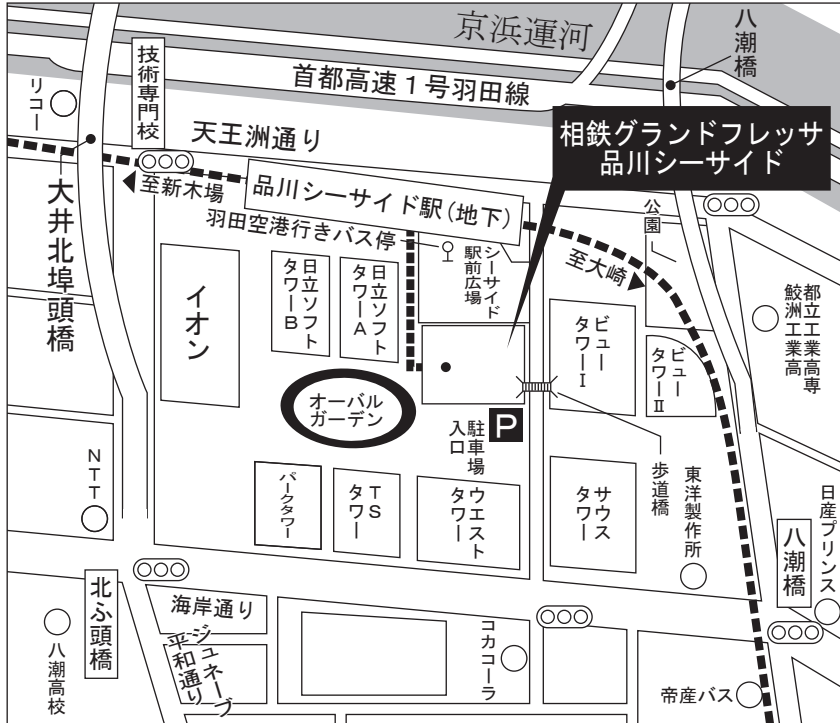 京浜運河
八潮橋
首都高速１号羽田線
技術専門校
リコー
天王洲通り
相鉄グランドフレッサ
品川シーサイド
大井北埠頭橋
至新木場
品川シーサイド駅（地下）
羽田空港行きバス停
シーサイド
駅前広場
公園
至大崎
イオン
日立ソフト
タワーB
日立ソフト
タワーA
ビュー
タワーⅠ
ビュー
タワーⅡ
都立工業高専
鮫洲工業高
オーバル
ガーデン
駐車場
入口
P
歩道橋
NTT
パークタワー
TS
タワー
ウエスト
タワー
サウス
タワー
東洋製作所
八潮橋
日産プリンス
北ふ頭橋
海岸通り
八潮高校
ジュネーブ
平和通り
コカコーラ
帝産バス